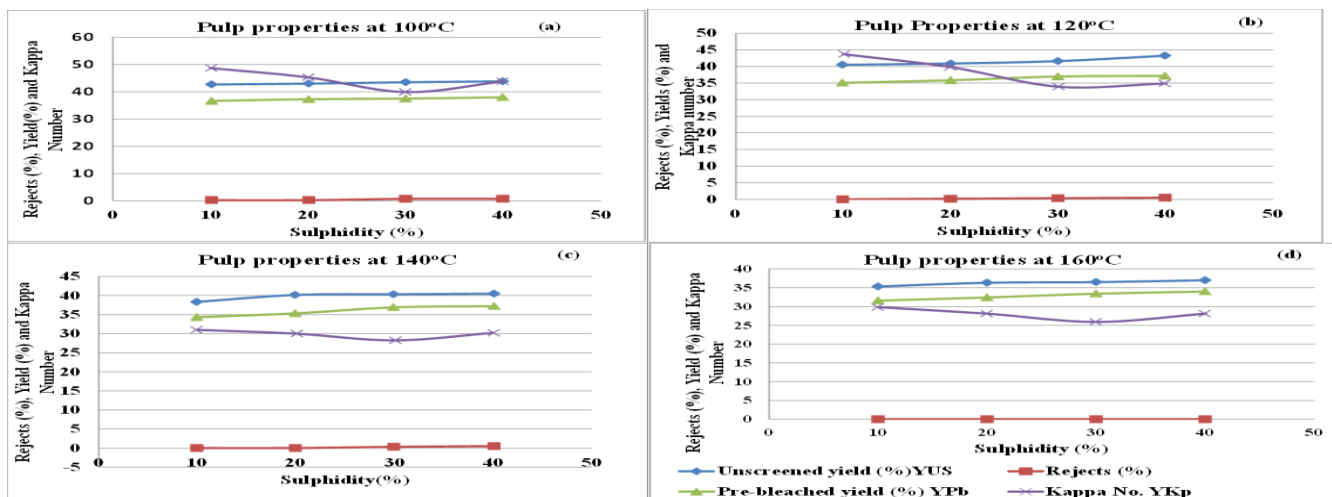 Pulp properties at 100°C
(a)
Rejects (%), Yield(%) and Kappa
Number
60
50
40
30
20
10
0
0
10
20
30
40
50
Sulphidity (%)
Pulp Properties at 120°C
(b)
Rejects (%), Yields (%) and
Kappa number
50
45
40
35
30
25
20
15
10
5
0
0
10
20
30
40
50
Sulphidity (%)
Pulp properties at 140°C
(c)
Rejects (%), Yield (%) and Kappa
Number
45
40
35
30
25
20
15
10
5
0
-5
0
10
20
30
40
50
Sulphidity(%)
Pulp properties at 160°C
(d)
Rejects (%), Yield (%) and Kappa
Number
40
35
30
25
20
15
10
5
0
0
10
20
30
40
50
Sulphidity (%)
Unscreened yield (%)YUS
Rejects (%)
Pre-bleached yield (%) YPb
Kappa No. YKp